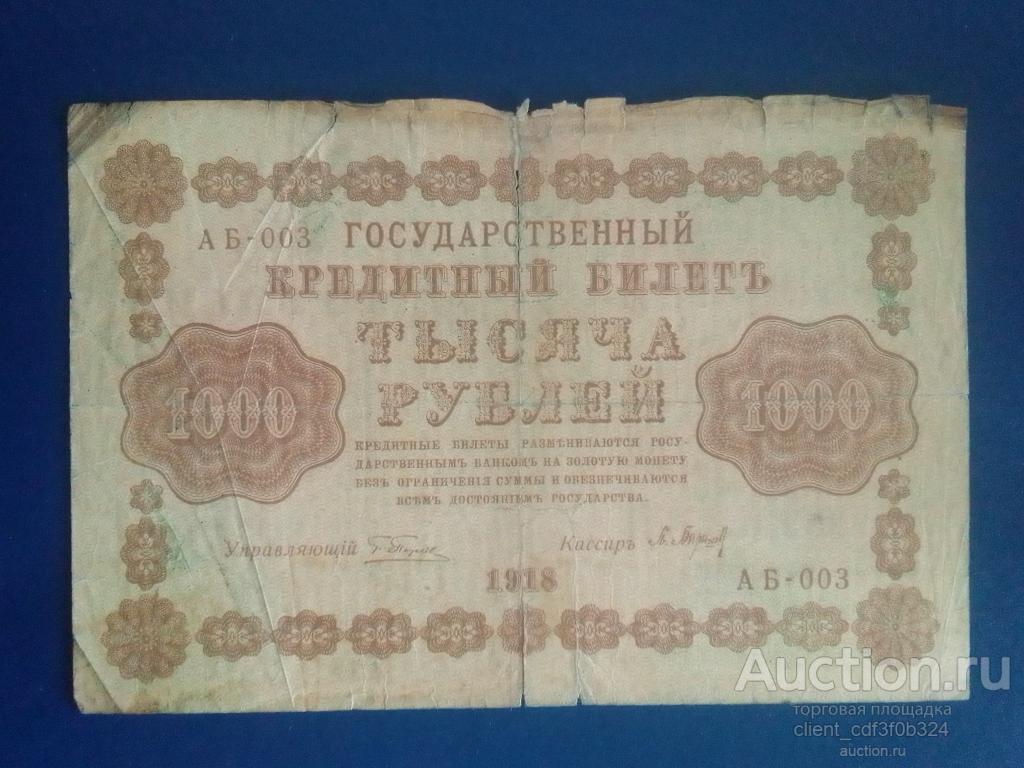 АБ-003 ГОСУДАРСТВЕННЫЙ
КРЕДИТНЫЙ БИЛЕТЪ
ТЫСЯЧА
РУБЛЕЙ
1000
1000
КРЕДИТНЫЕ БИЛЕТЫ РАЗМѢНИВАЮТСЯ ГОСУ-
ДАРСТВЕННЫМЪ БАНКОМЪ НА ЗОЛОТУЮ МОНЕТУ
БЕЗЪ ОГРАНИЧЕНІЯ СУММЫ И ОБЕЗПЕЧИВАЮТСЯ
ВСѢМЪ ДОСТОЯНІЕМЪ ГОСУДАРСТВА.
Управляющій
Кассиръ
1918
АБ-003
Auction.ru
торговая площадка
client_cdf3f0b324
auction.ru